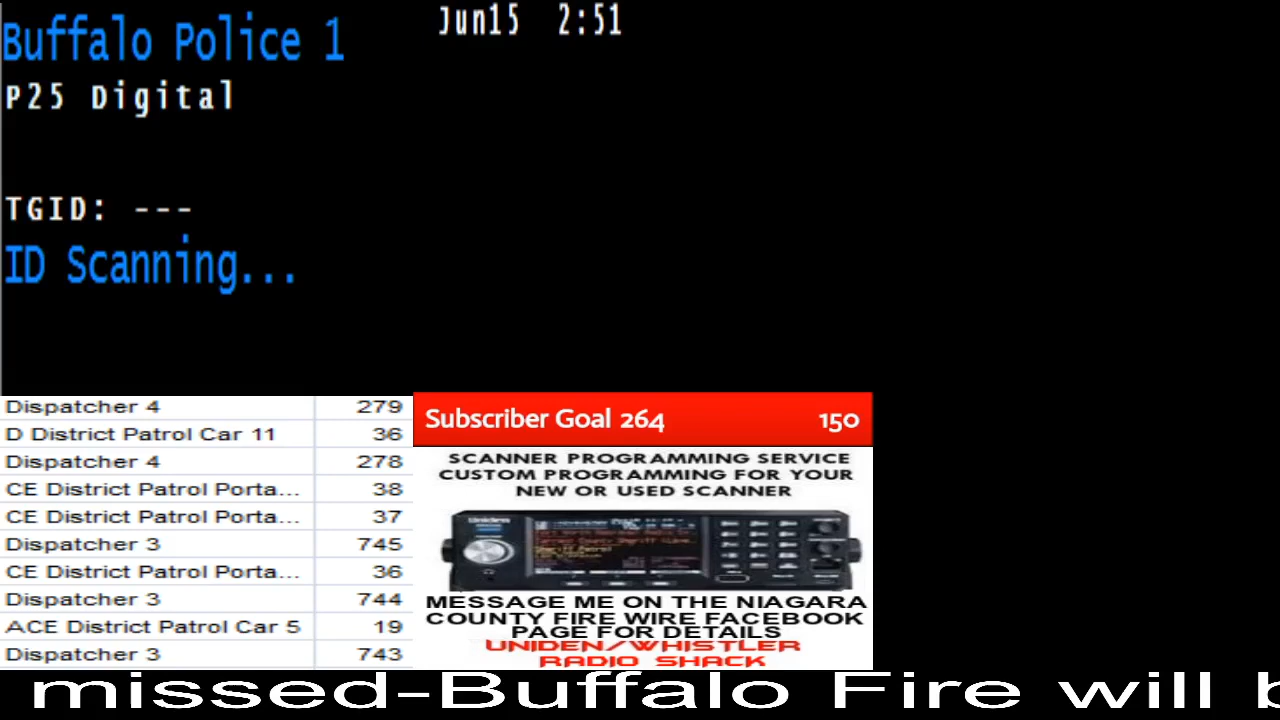 Buffalo Police 1
Jun15 2:51
P25 Digital
TGID: ---
ID Scanning...
Dispatcher 4 279
D District Patrol Car 11 36
Dispatcher 4 278
CE District Patrol Porta... 38
CE District Patrol Porta... 37
Dispatcher 3 745
CE District Patrol Porta... 36
Dispatcher 3 744
ACE District Patrol Car 5 19
Dispatcher 3 743
Subscriber Goal 264 150
SCANNER PROGRAMMING SERVICE
CUSTOM PROGRAMMING FOR YOUR
NEW OR USED SCANNER
Uniden
MESSAGE ME ON THE NIAGARA
COUNTY FIRE WIRE FACEBOOK
PAGE FOR DETAILS
UNIDEN/WHISTLER
RADIO SHACK
missed-Buffalo Fire will b